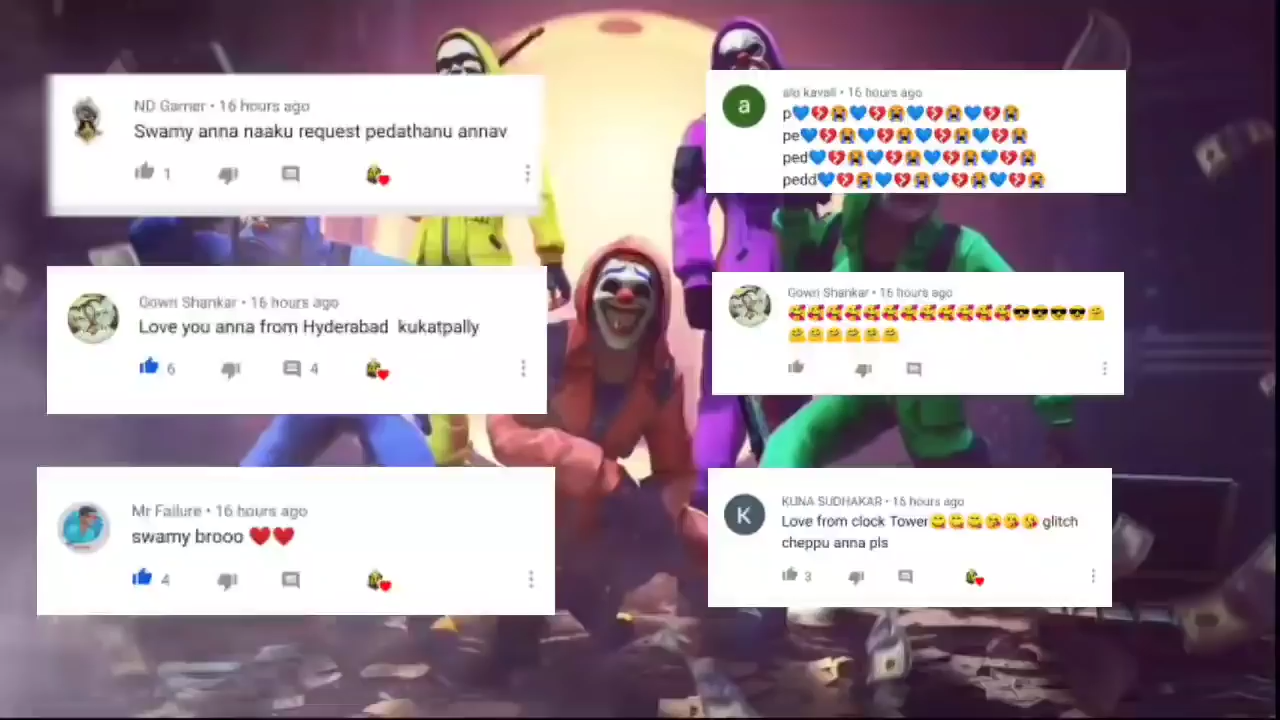 ND Gamer • 16 hours ago
Swamy anna naaku request pedathanu annav
1
Gowri Shankar • 16 hours ago
Love you anna from Hyderabad kukatpally
6
4
Mr Failure • 16 hours ago
swamy brooo ❤️❤️
4
a
alo kavali • 16 hours ago
p💙💔😭💙💔😭💙💔😭💙💔😭
pe💙💔😭💙💔😭💙💔😭💙💔😭
ped💙💔😭💙💔😭💙💔😭💙💔😭
pedd💙💔😭💙💔😭💙💔😭💙💔😭
Gowri Shankar • 16 hours ago
🥰🥰🥰🥰🥰🥰🥰🥰🥰🥰🥰🥰😎😎😎😎🤗
🤗🤗🤗🤗🤗🤗
K
KUNA SUDHAKAR • 16 hours ago
Love from clock Tower😋😋😋😘😘😘 glitch
cheppu anna pls
3